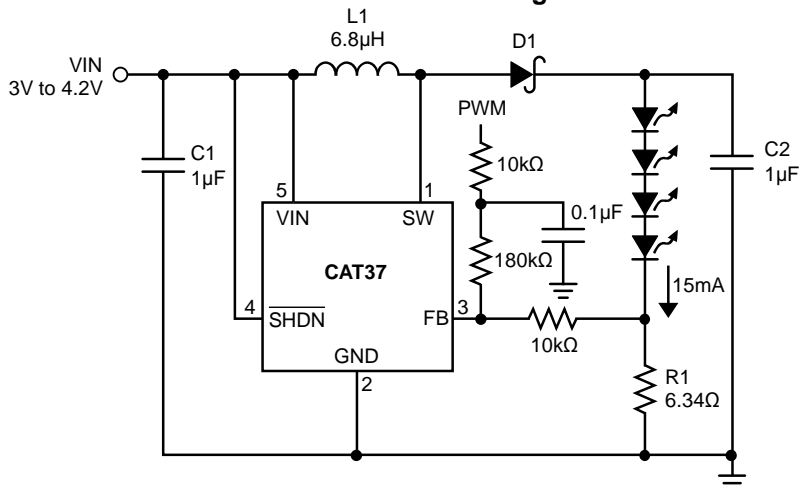 L1
6.8µH
D1
VIN
3V to 4.2V
PWM
C1
1µF
10kΩ
C2
1µF
5
1
0.1µF
VIN
SW
180kΩ
CAT37
15mA
4
SHDN
FB
3
GND
10kΩ
2
R1
6.34Ω